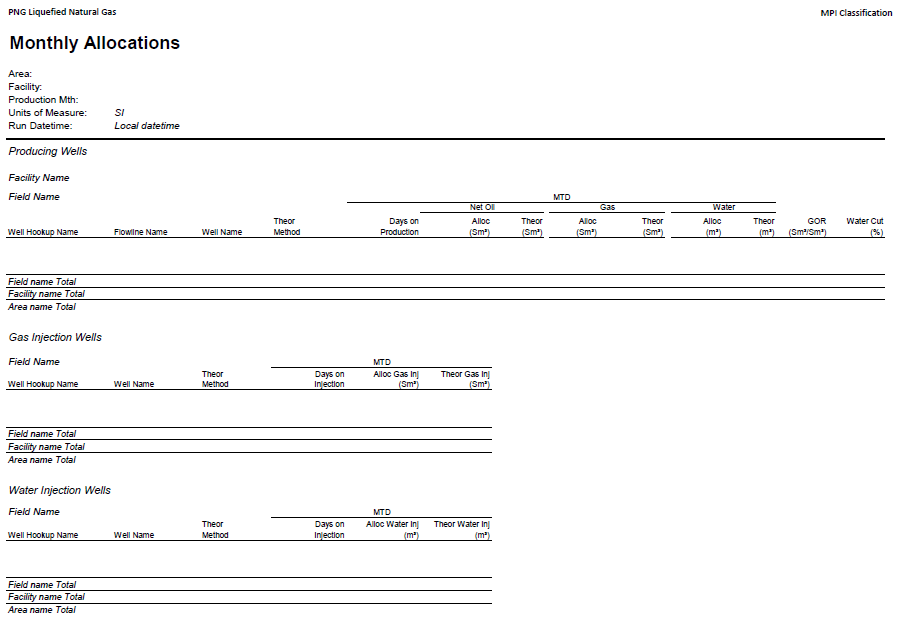 PNG Liquefied Natural Gas MPI Classification
Monthly Allocations
Area:
Facility:
Production Mth:
Units of Measure: SI
Run Datetime: Local datetime
Producing Wells
Facility Name
Field Name MTD
Net Oil Gas Water
Theor Days on Alloc Theor Alloc Theor Alloc Theor GOR Water Cut
Well Hookup Name Flowline Name Well Name Method Production (Sm³) (Sm³) (Sm³) (Sm³) (m³) (m³) (Sm³/Sm³) (%)
Field name Total
Facility name Total
Area name Total
Gas Injection Wells
Field Name MTD
Theor Days on Alloc Gas Inj Theor Gas Inj
Well Hookup Name Well Name Method Injection (Sm³) (Sm³)
Field name Total
Facility name Total
Area name Total
Water Injection Wells
Field Name MTD
Theor Days on Alloc Water Inj Theor Water Inj
Well Hookup Name Well Name Method Injection (m³) (m³)
Field name Total
Facility name Total
Area name Total